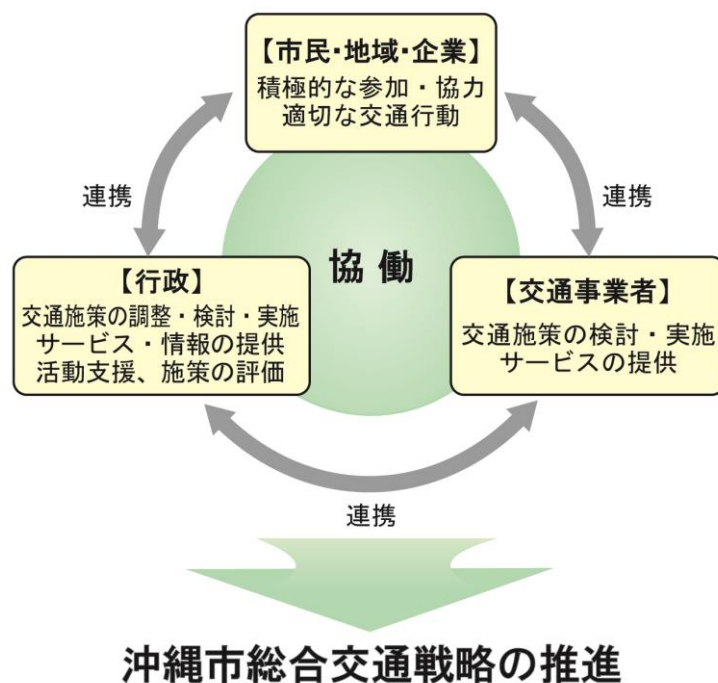 【市民・地域・企業】
積極的な参加・協力
適切な交通行動
連携
連携
協働
【行政】
交通施策の調整・検討・実施
サービス・情報の提供
活動支援、施策の評価
【交通事業者】
交通施策の検討・実施
サービスの提供
連携
沖縄市総合交通戦略の推進